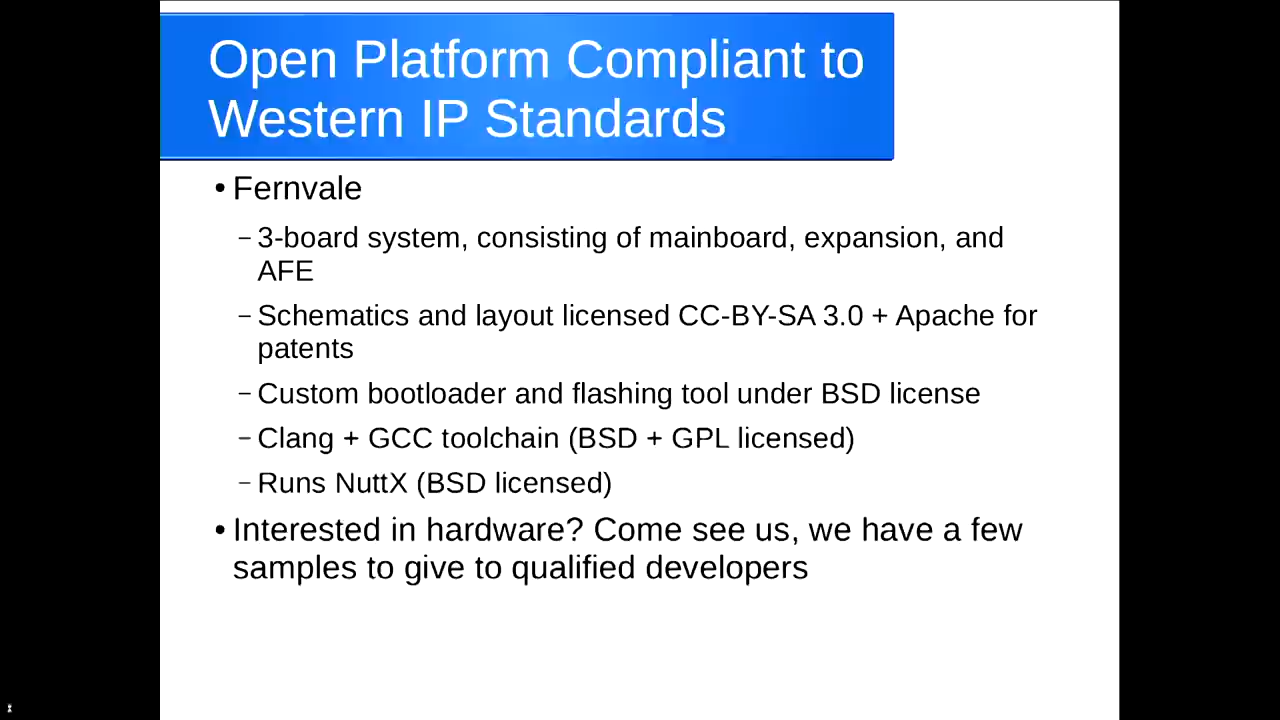 Open Platform Compliant to
Western IP Standards
• Fernvale
– 3-board system, consisting of mainboard, expansion, and
AFE
– Schematics and layout licensed CC-BY-SA 3.0 + Apache for
patents
– Custom bootloader and flashing tool under BSD license
– Clang + GCC toolchain (BSD + GPL licensed)
– Runs NuttX (BSD licensed)
• Interested in hardware? Come see us, we have a few
samples to give to qualified developers